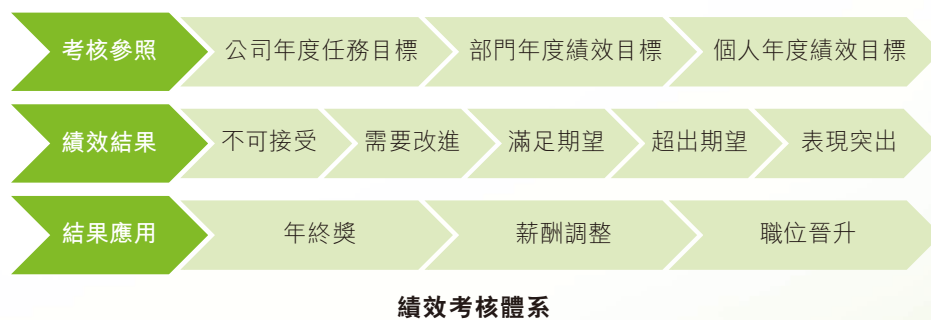 考核參照 公司年度任務目標 部門年度績效目標 個人年度績效目標
績效結果 不可接受 需要改進 滿足期望 超出期望 表現突出
結果應用 年終獎 薪酬調整 職位晉升
績效考核體系